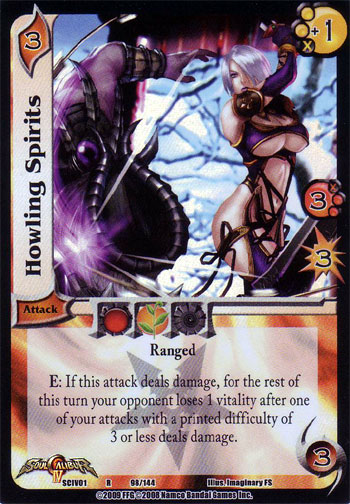 3
+1
X
Howling Spirits
3
X
3
Attack
Ranged
E: If this attack deals damage, for the rest of
this turn your opponent loses 1 vitality after one
of your attacks with a printed difficulty of
3 or less deals damage.
SOULCALIBUR
IV
SCIV01 R 98/144 Illus. Imaginary FS
©2009 FFG ©2008 Namco Bandai Games Inc.
3